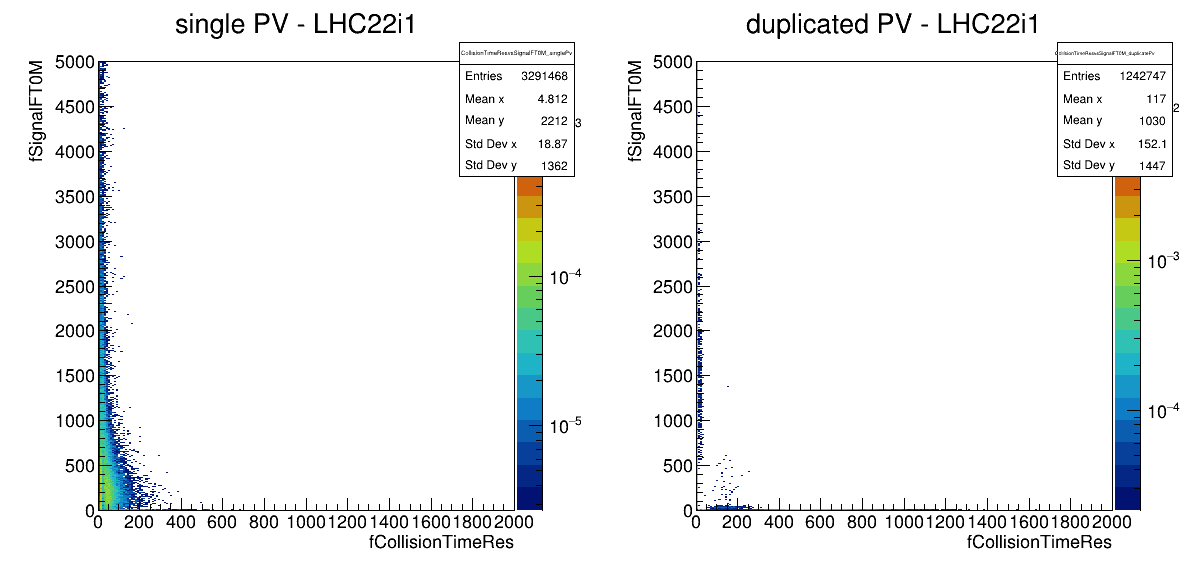 single PV - LHC22i1
fSignalFT0M
5000
4500
4000
3500
3000
2500
2000
1500
1000
500
0
0 200 400 600 800 1000 1200 1400 1600 1800 2000
fCollisionTimeRes
CollisionTimeResvsSignalFT0M_singlePv
Entries 3291468
Mean x 4.812
Mean y 2212
Std Dev x 18.87
Std Dev y 1362
3
10−4
10−5
duplicated PV - LHC22i1
fSignalFT0M
5000
4500
4000
3500
3000
2500
2000
1500
1000
500
0
0 200 400 600 800 1000 1200 1400 1600 1800 2000
fCollisionTimeRes
CollisionTimeResvsSignalFT0M_duplicatePv
Entries 1242747
Mean x 117
Mean y 1030
Std Dev x 152.1
Std Dev y 1447
2
10−3
10−4